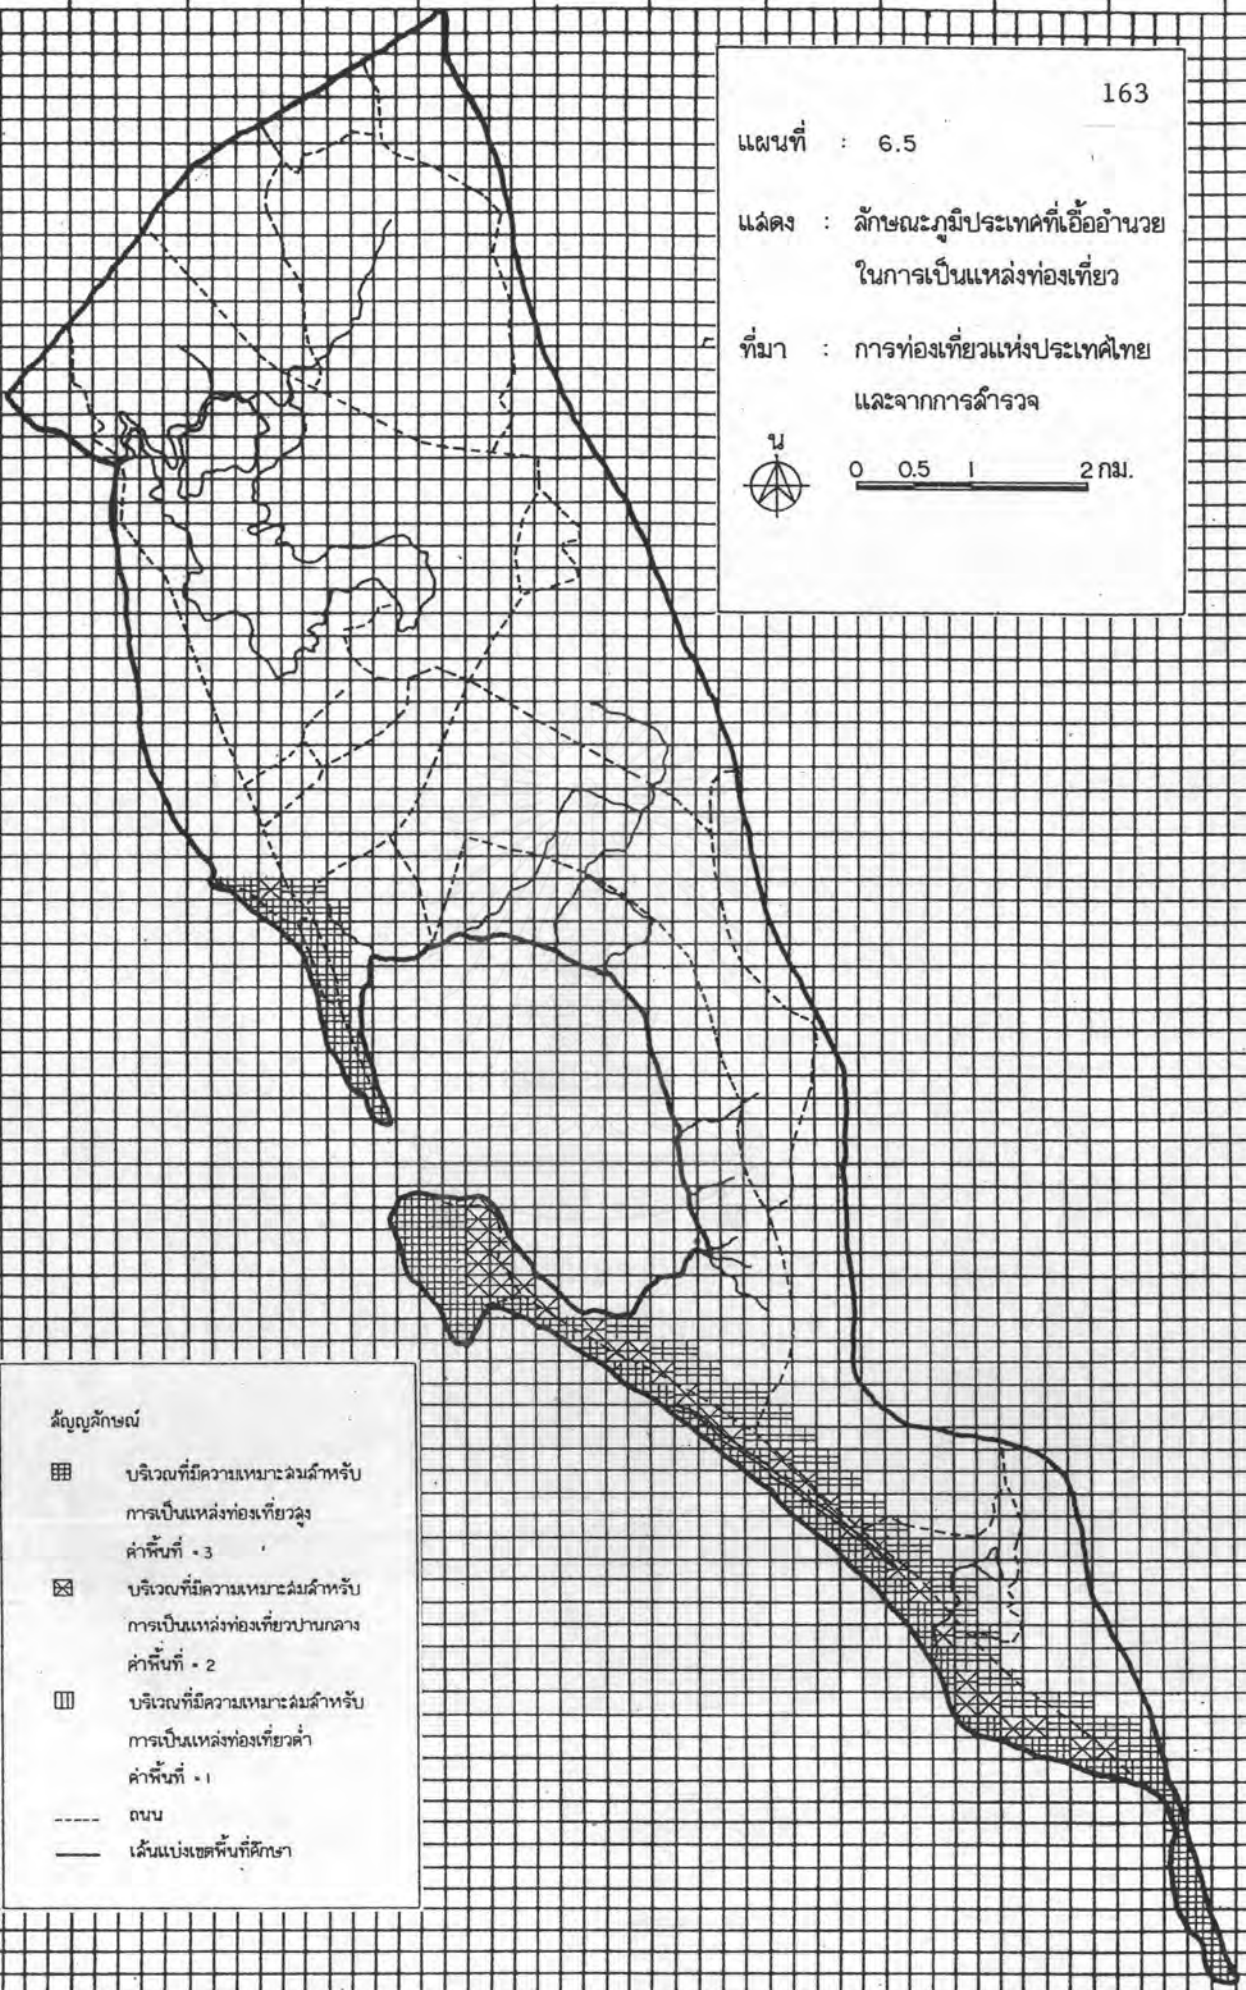 163
แผนที่ : 6.5
แสดง : ลักษณะภูมิประเทศที่เอื้ออำนวย
ในการเป็นแหล่งท่องเที่ยว
ที่มา : การท่องเที่ยวแห่งประเทศไทย
และจากการสำรวจ
น
0 0.5 1 2 กม.
สัญญลักษณ์
บริเวณที่มีความเหมาะสมสำหรับ
การเป็นแหล่งท่องเที่ยวสูง
ค่าพื้นที่ = 3
บริเวณที่มีความเหมาะสมสำหรับ
การเป็นแหล่งท่องเที่ยวปานกลาง
ค่าพื้นที่ = 2
บริเวณที่มีความเหมาะสมสำหรับ
การเป็นแหล่งท่องเที่ยวต่ำ
ค่าพื้นที่ = 1
ถนน
เส้นแบ่งเขตพื้นที่ศึกษา